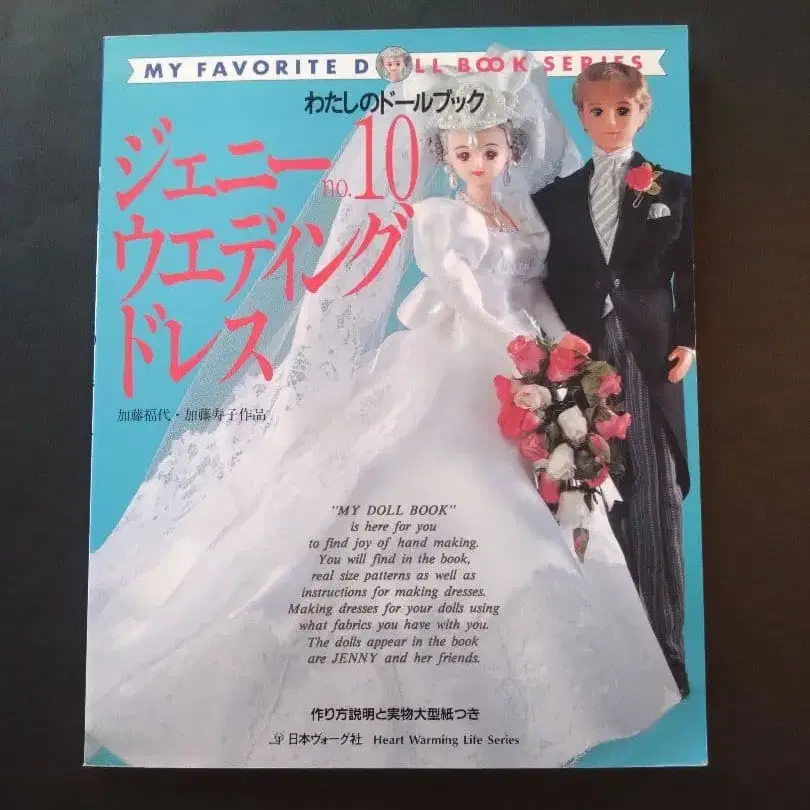 MY FAVORITE DOLL BOOK SERIES
わたしのドールブック
ジェニー no.10
ウエディング
ドレス
加藤福代・加藤寿子作品
"MY DOLL BOOK"
is here for you
to find joy of hand making.
You will find in the book,
real size patterns as well as
instructions for making dresses.
Making dresses for your dolls using
what fabrics you have with you.
The dolls appear in the book
are JENNY and her friends.
作り方説明と実物大型紙つき
日本ヴォーグ社 Heart Warming Life Series